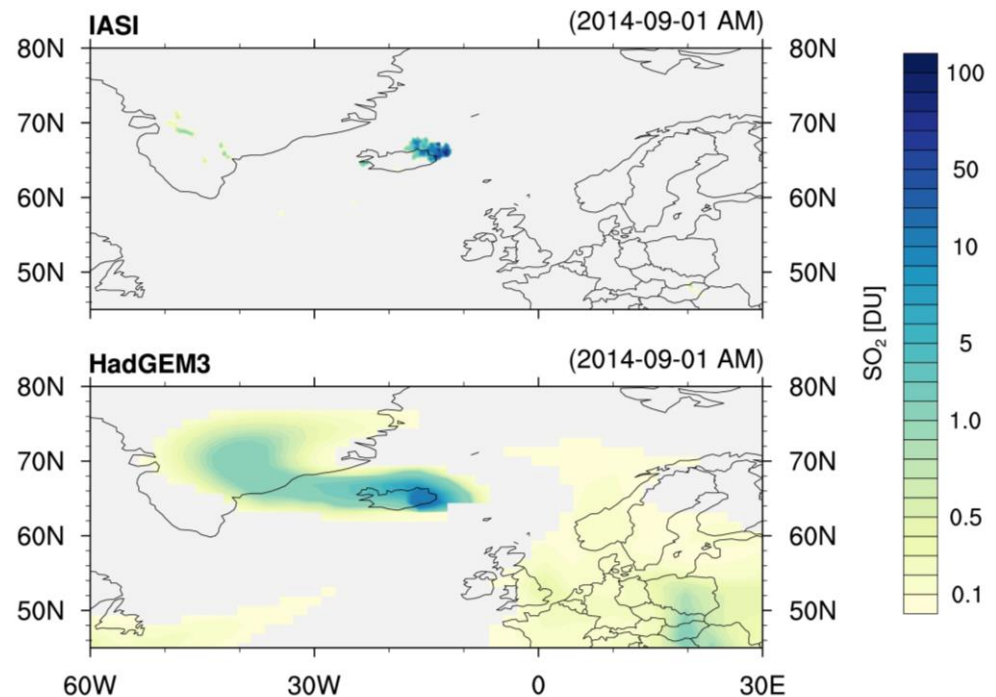 IASI (2014-09-01 AM)
80N 80N
70N 70N
60N 60N
50N 50N
HadGEM3 (2014-09-01 AM)
80N 80N
70N 70N
60N 60N
50N 50N
60W 30W 0 30E
100
50
10
5
1.0
0.5
0.1
SO₂ [DU]